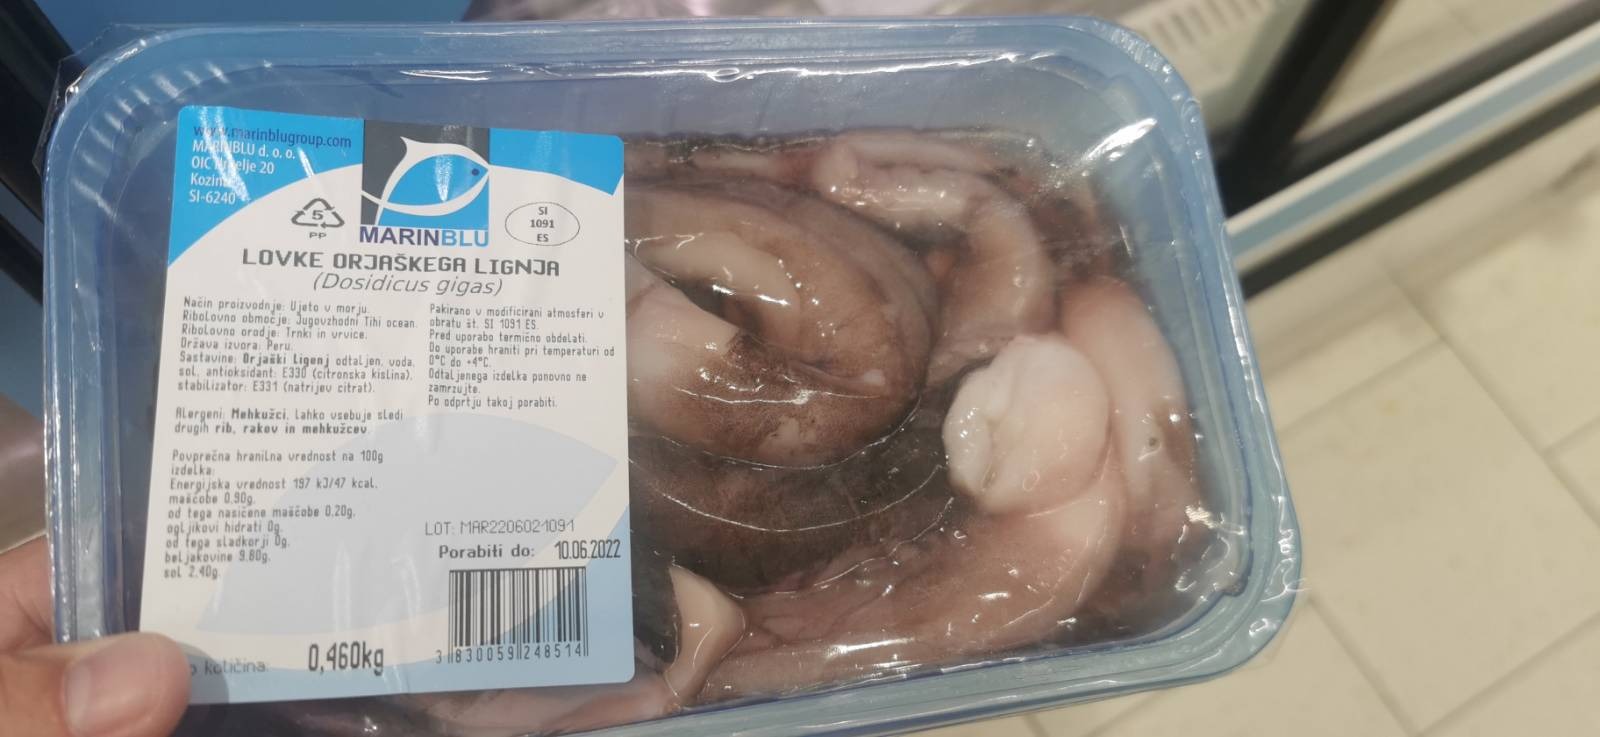 www.marinblugroup.com
MARINBLU d. o. o.
OIC
20
SI-6240
5
PP
MARINBLU
SI
1091
ES
LOVKE ORJAŠKEGA LIGNJA
(Dosidicus gigas)
Način proizvodnje: Ujeto v morju.
Ribolovno območje: Jugovzhodni Tihi ocean.
Ribolovno orodje: Trnki in vrvice.
Država izvora: Peru.
Sestavine: Orjaški Ligenj odtaljen, voda,
sol, antioksidant: E330 (citronska kislina),
stabilizator: E331 (natrijev citrat).
Alergeni: Mehkužci. Lahko vsebuje sledi
drugih rib, rakov in mehkužcev.
Povprečna hranilna vrednost na 100g
izdelka:
Energijska vrednost 197 kJ/47 kcal.
maščobe 0.90g.
od tega nasičene maščobe 0.20g.
ogljikovi hidrati 0g.
od tega sladkorji 0g.
beljakovine 9.80g.
sol 2.40g.
Pakirano v modificirani atmosferi v
obratu št. SI 1091 ES.
Pred uporabo termično obdelati.
Do uporabe hraniti pri temperaturi od
0°C do +4°C.
Odtaljenega izdelka ponovno ne
zamrzujte.
Po odprtju takoj porabiti.
LOT: MAR2206021091
Porabiti do: 10.06.2022
količina: 0,460kg
3 830059 248514